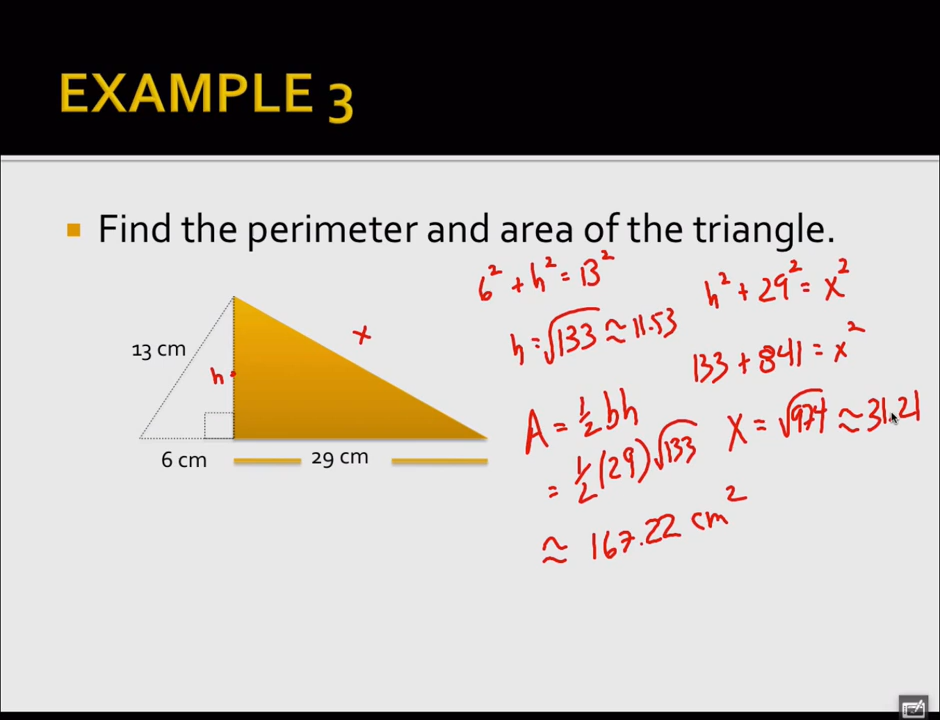 EXAMPLE 3
Find the perimeter and area of the triangle.
13 cm
h
x
6 cm
29 cm
6² + h² = 13²
h = √133 ≈ 11.53
A = ½bh
= ½(29)√133
≈ 167.22 cm²
h² + 29² = x²
133 + 841 = x²
x = √974 ≈ 31.21